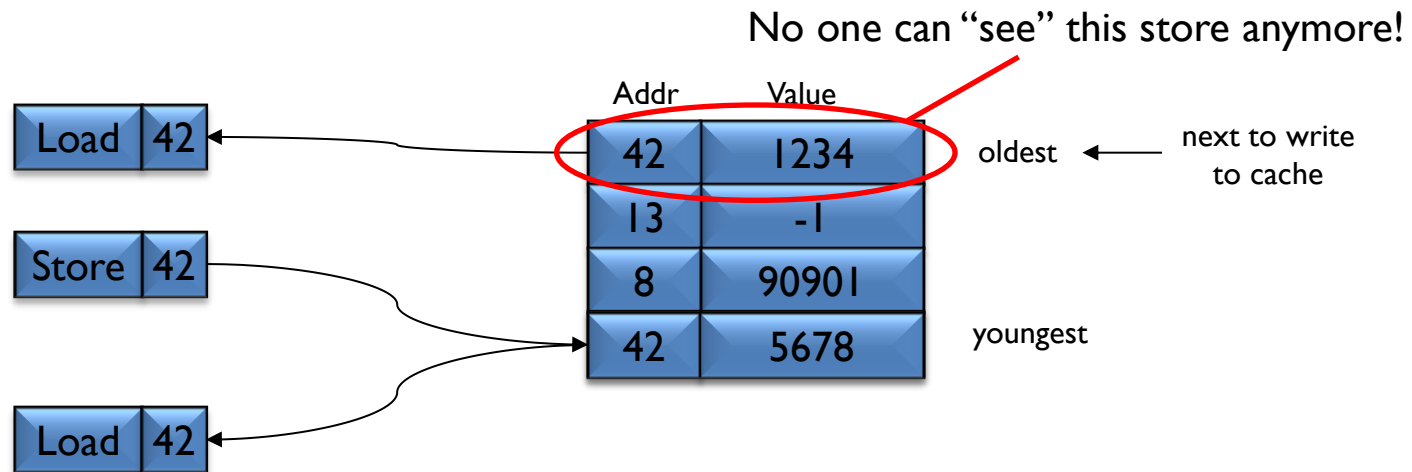 No one can “see” this store anymore!
Addr Value
Load 42
42 1234
oldest
next to write
to cache
13 -1
Store 42
8 90901
42 5678
youngest
Load 42